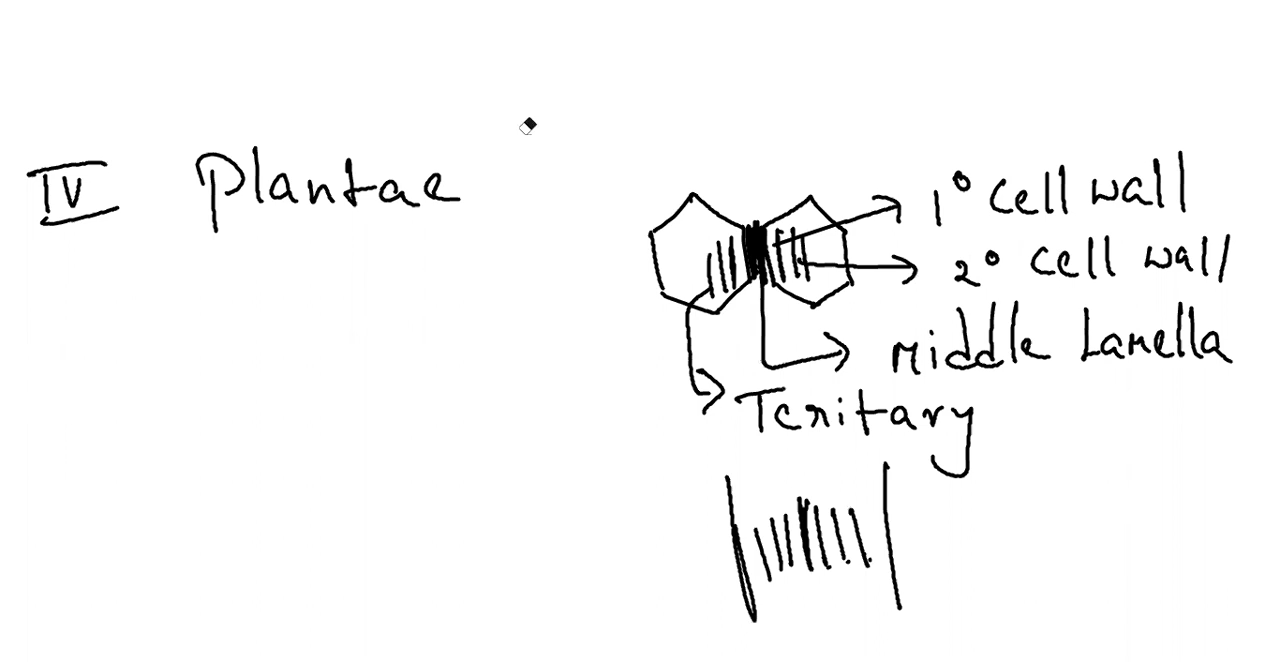 IV Plantae
1° cell wall
2° cell wall
Middle Lamella
Teritary